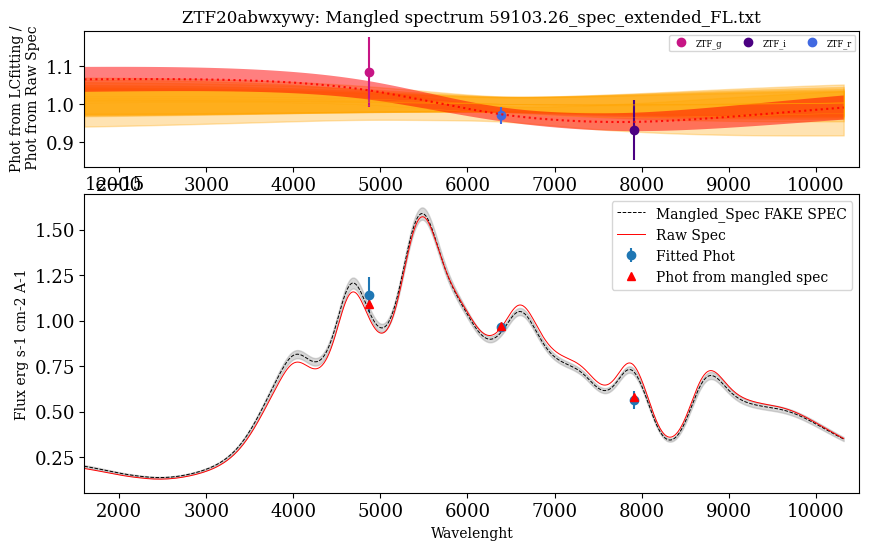 ZTF20abwxywy: Mangled spectrum 59103.26_spec_extended_FL.txt
Phot from LCfitting /
Phot from Raw Spec
1.1
1.0
0.9
ZTF_g
ZTF_i
ZTF_r
2000 3000 4000 5000 6000 7000 8000 9000 10000
1e−15
Flux erg s-1 cm-2 A-1
1.50
1.25
1.00
0.75
0.50
0.25
Mangled_Spec FAKE SPEC
Raw Spec
Fitted Phot
Phot from mangled spec
2000 3000 4000 5000 6000 7000 8000 9000 10000
Wavelenght